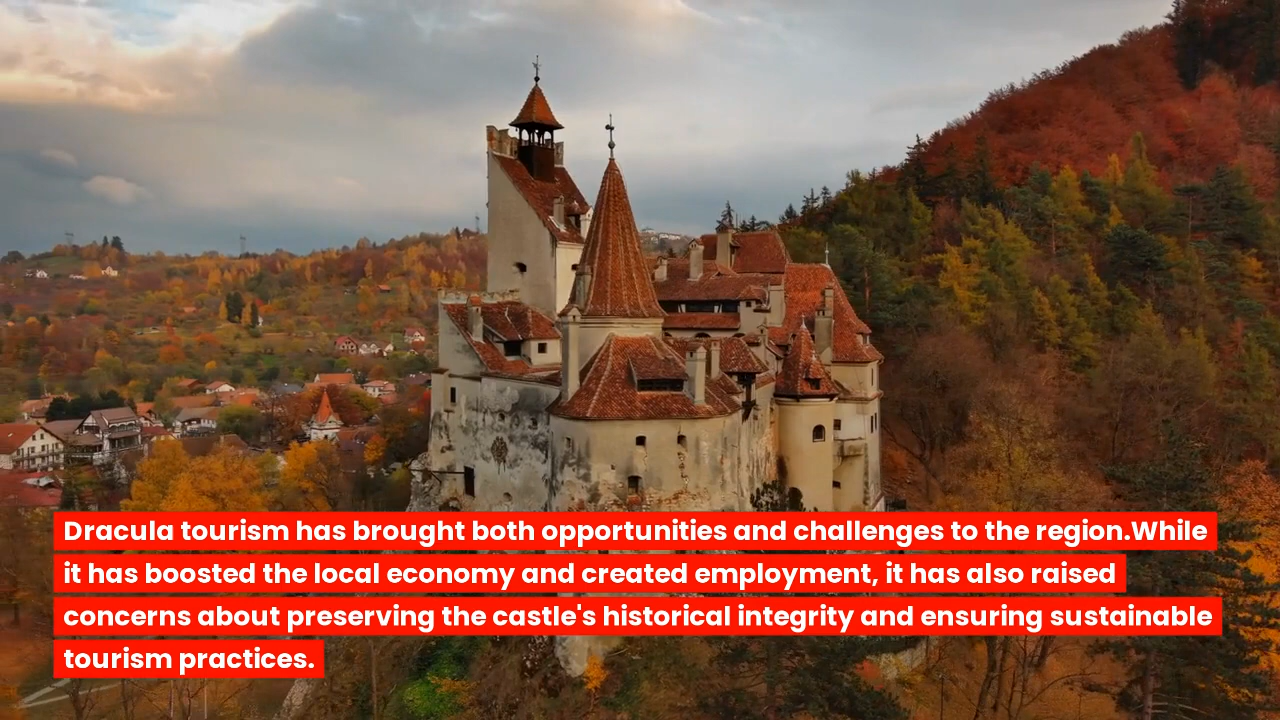 Dracula tourism has brought both opportunities and challenges to the region.While
it has boosted the local economy and created employment, it has also raised
concerns about preserving the castle's historical integrity and ensuring sustainable
tourism practices.